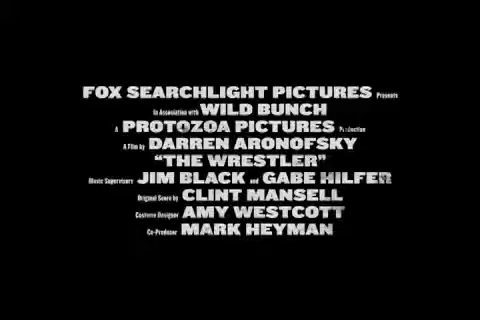 FOX SEARCHLIGHT PICTURES Presents
In Association with WILD BUNCH
A PROTOZOA PICTURES Production
A Film by DARREN ARONOFSKY
“THE WRESTLER”
Music Supervisors JIM BLACK and GABE HILFER
Original Score by CLINT MANSELL
Costume Designer AMY WESTCOTT
Co-Producer MARK HEYMAN